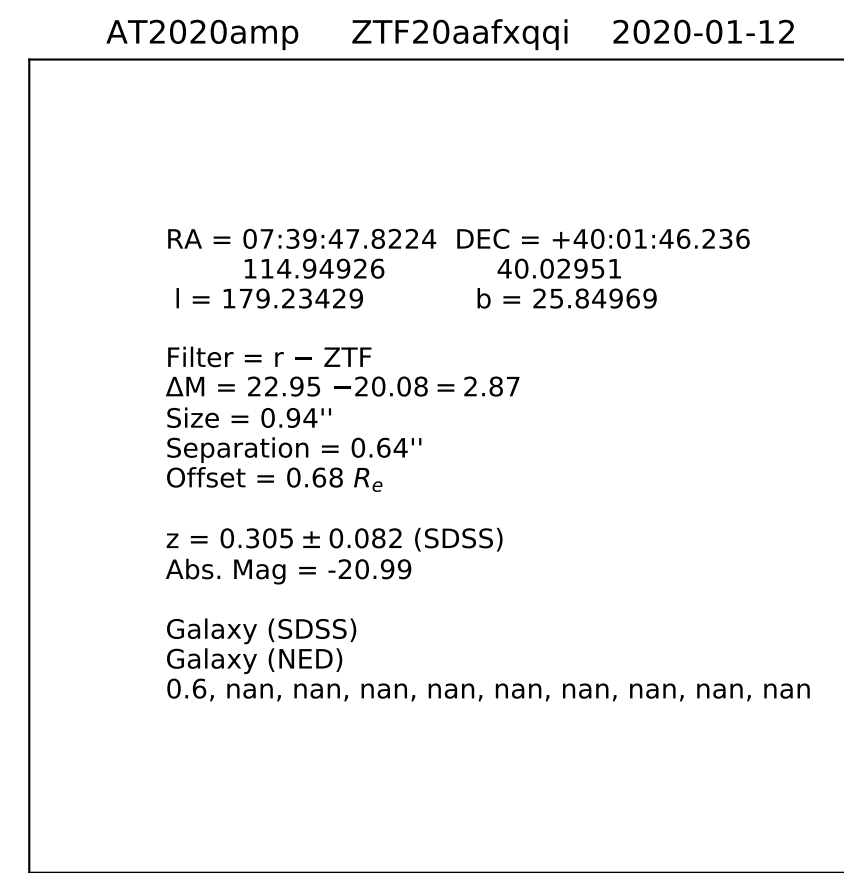 AT2020amp ZTF20aafxqqi 2020-01-12
RA = 07:39:47.8224 DEC = +40:01:46.236
114.94926 40.02951
l = 179.23429 b = 25.84969
Filter = r − ZTF
ΔM = 22.95 −20.08 = 2.87
Size = 0.94''
Separation = 0.64''
Offset = 0.68 Rₑ
z = 0.305 ± 0.082 (SDSS)
Abs. Mag = -20.99
Galaxy (SDSS)
Galaxy (NED)
0.6, nan, nan, nan, nan, nan, nan, nan, nan, nan